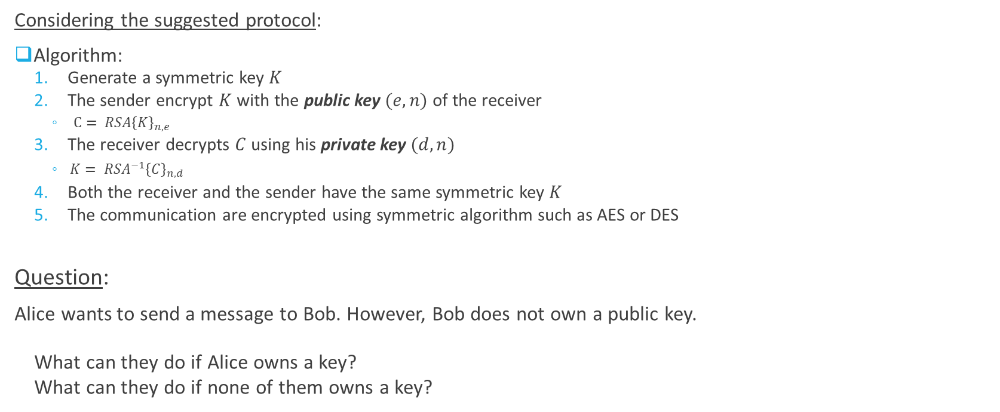 Considering the suggested protocol:
❑Algorithm:
1. Generate a symmetric key K
2. The sender encrypt K with the public key (e, n) of the receiver
◦ C = RSA{K}ₙ,ₑ
3. The receiver decrypts C using his private key (d, n)
◦ K = RSA⁻¹{C}n,d
4. Both the receiver and the sender have the same symmetric key K
5. The communication are encrypted using symmetric algorithm such as AES or DES
Question:
Alice wants to send a message to Bob. However, Bob does not own a public key.
What can they do if Alice owns a key?
What can they do if none of them owns a key?